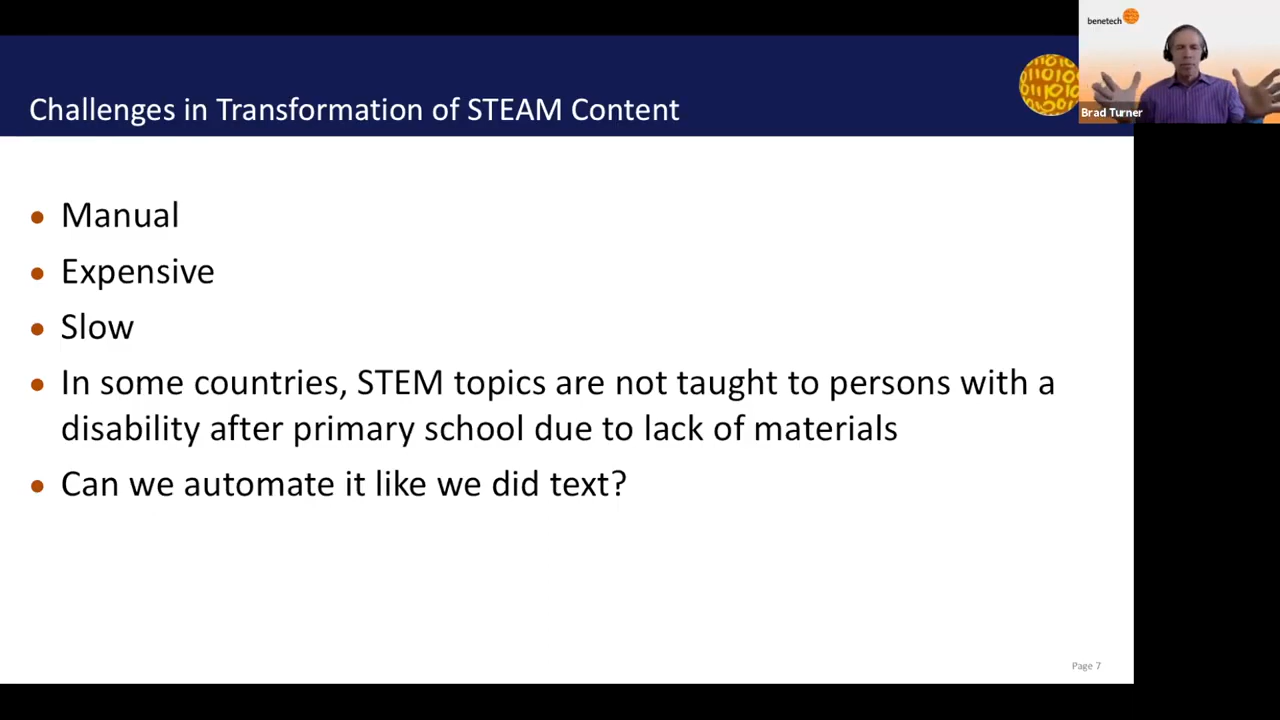 benetech
Brad Turner
Challenges in Transformation of STEAM Content
• Manual
• Expensive
• Slow
• In some countries, STEM topics are not taught to persons with a
disability after primary school due to lack of materials
• Can we automate it like we did text?
Page 7